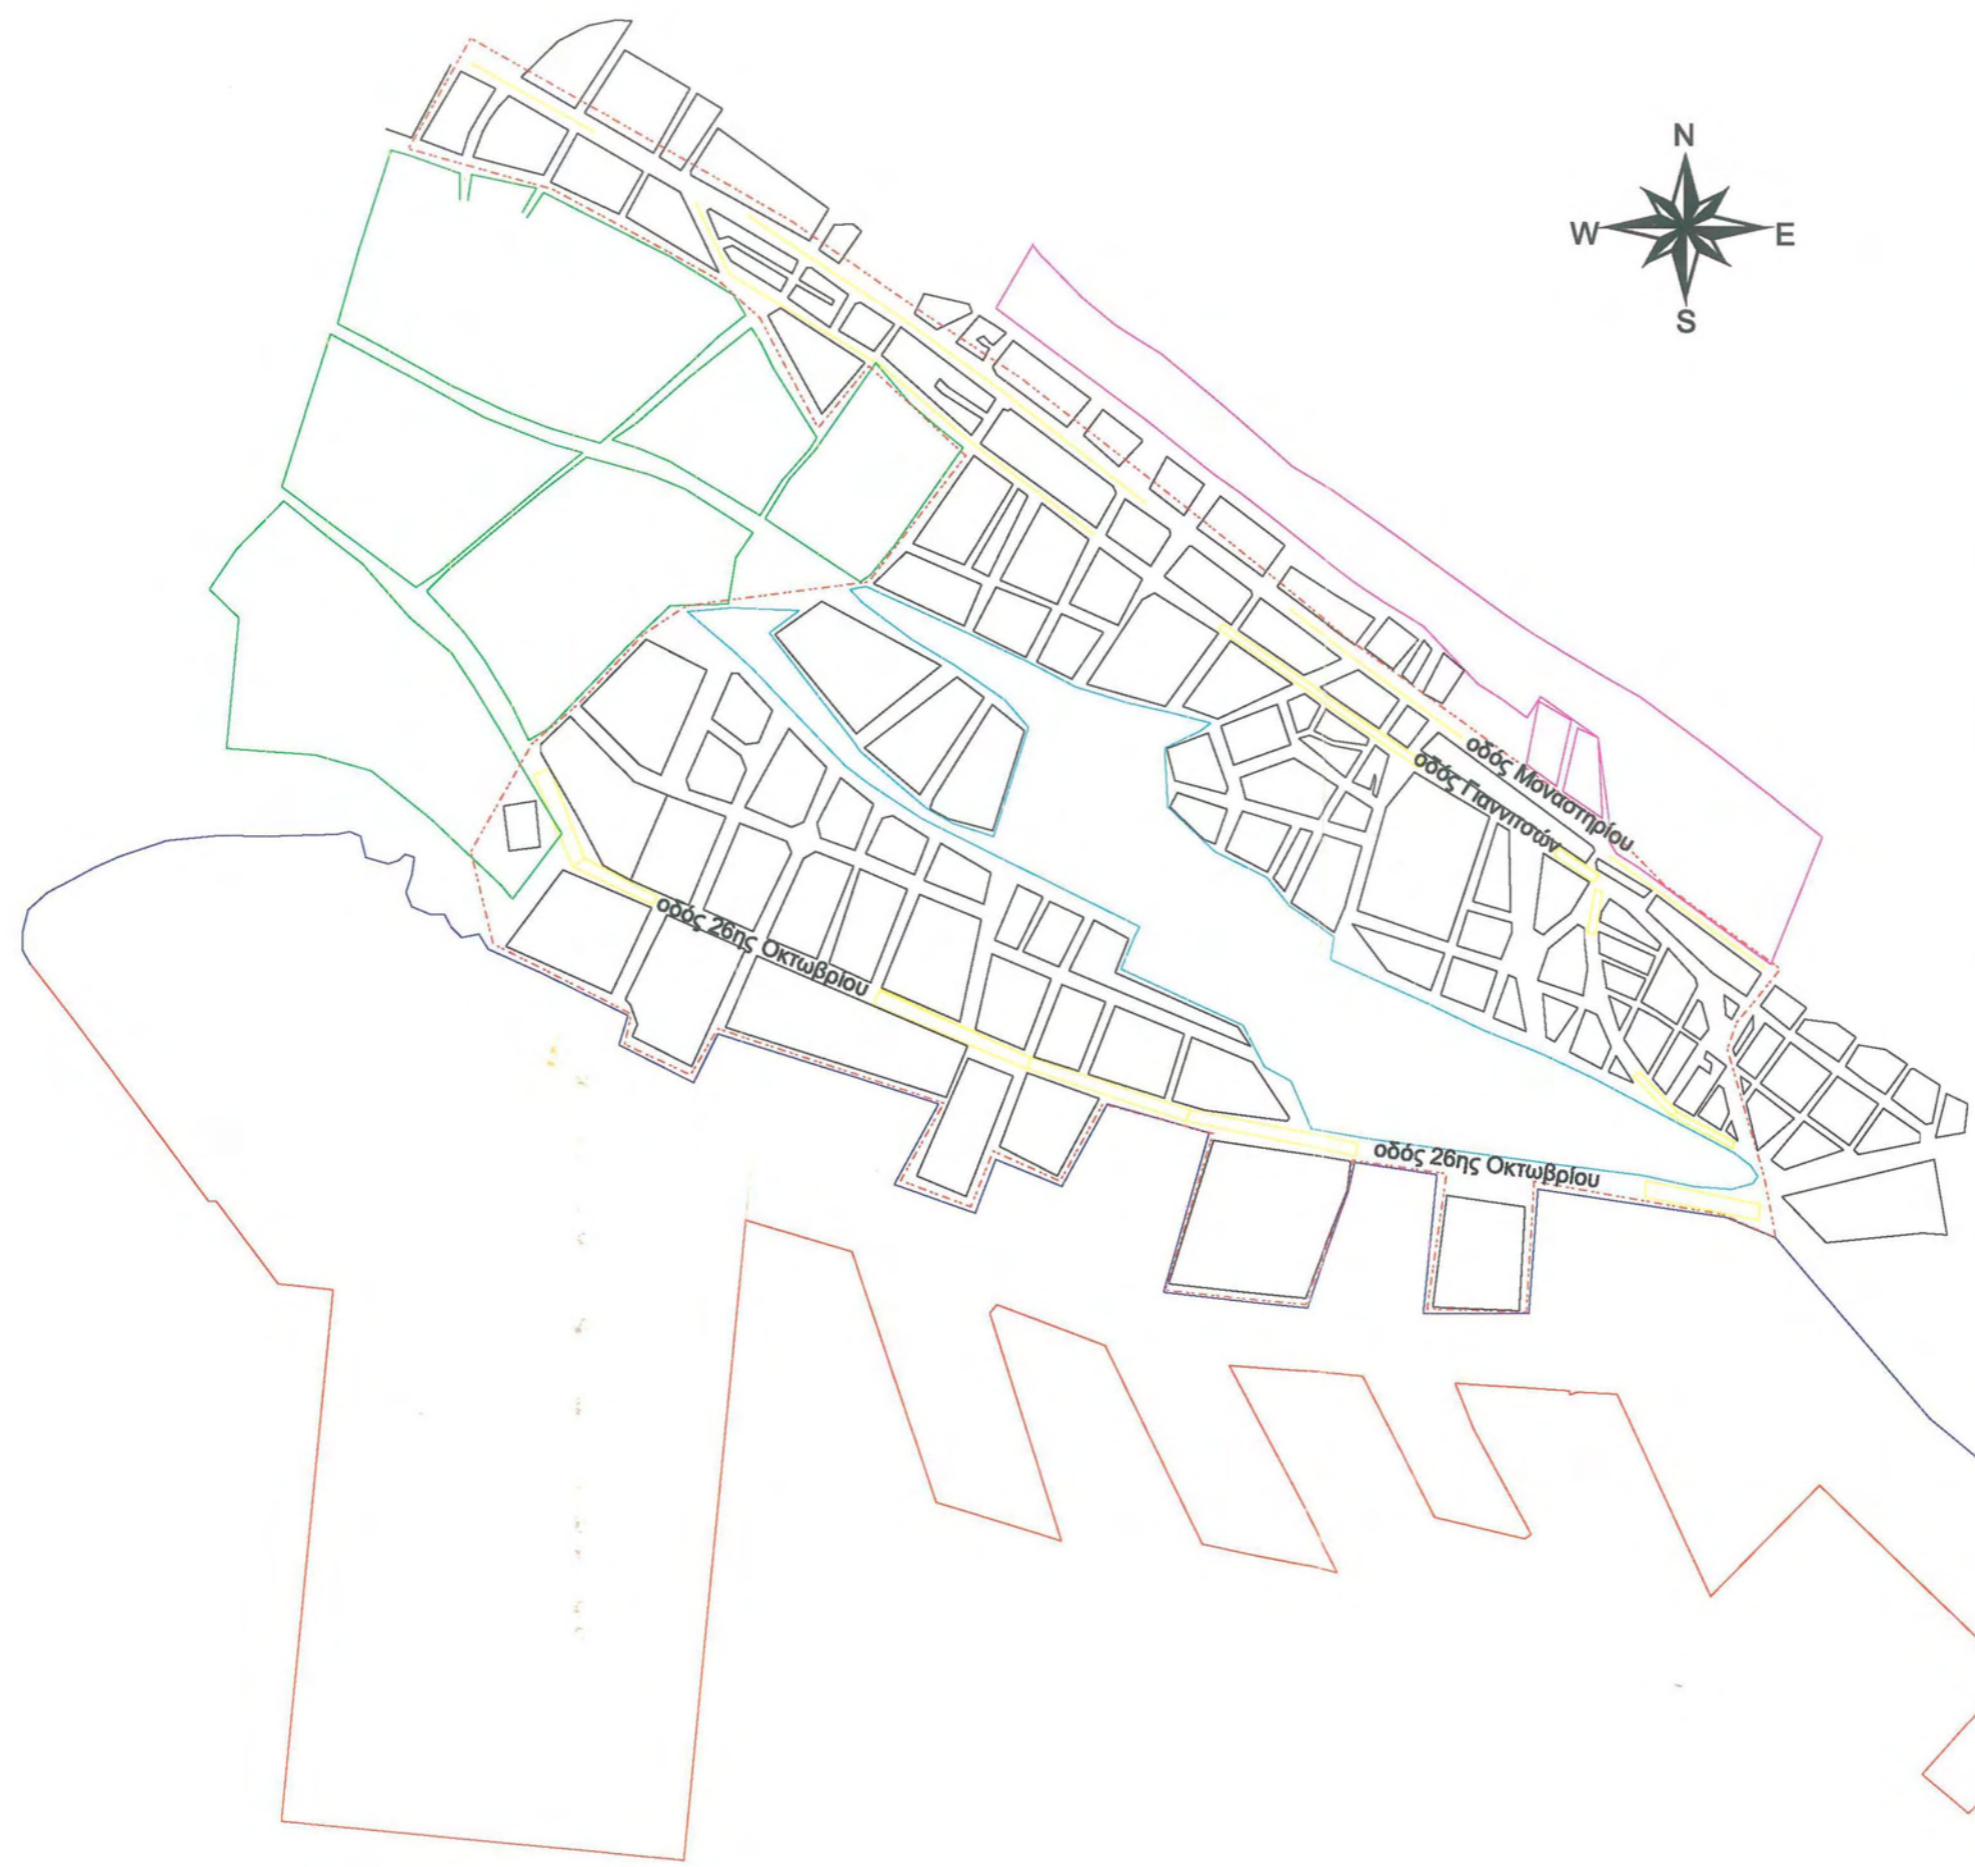 N
W E
S
οδός Μοναστηρίου
οδός Γιαννιτσών
οδός 26ης Οκτωβρίου
οδός 26ης Οκτωβρίου